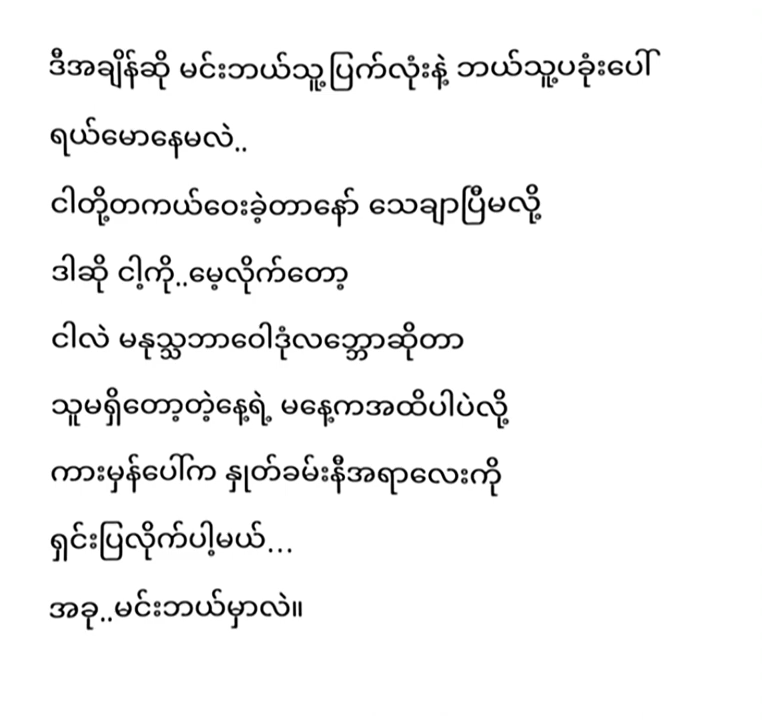 ဒီအချိန်ဆို မင်းဘယ်သူ့ပြက်လုံးနဲ့ ဘယ်သူ့ပခုံးပေါ်
ရယ်မောနေမလဲ..
ငါတို့တကယ်ဝေးခဲ့တာနော် သေချာပြီမလို့
ဒါဆို ငါ့ကို..မေ့လိုက်တော့
ငါလဲ မနုဿဘာဝေါဒုံလဘ္ဘောဆိုတာ
သူမရှိတော့တဲ့နေ့ရဲ့ မနေ့ကအထိပါပဲလို့
ကားမှန်ပေါ်က နှုတ်ခမ်းနီအရာလေးကို
ရှင်းပြလိုက်ပါ့မယ်...
အခု..မင်းဘယ်မှာလဲ။